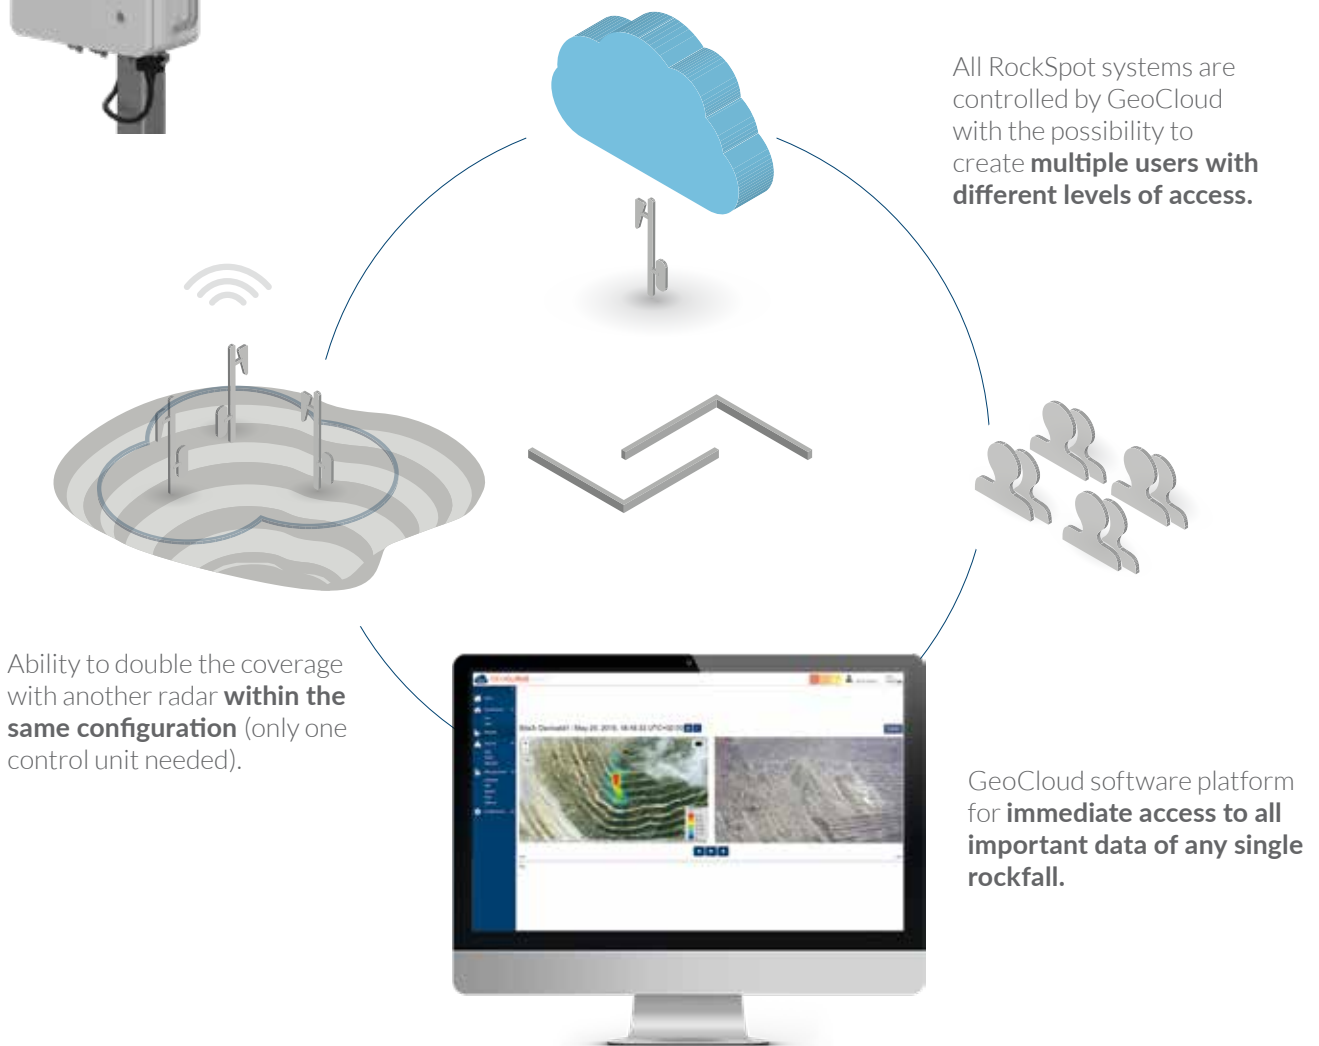 All RockSpot systems are
controlled by GeoCloud
with the possibility to
create multiple users with
different levels of access.
Ability to double the coverage
with another radar within the
same configuration (only one
control unit needed).
GeoCloud software platform
for immediate access to all
important data of any single
rockfall.